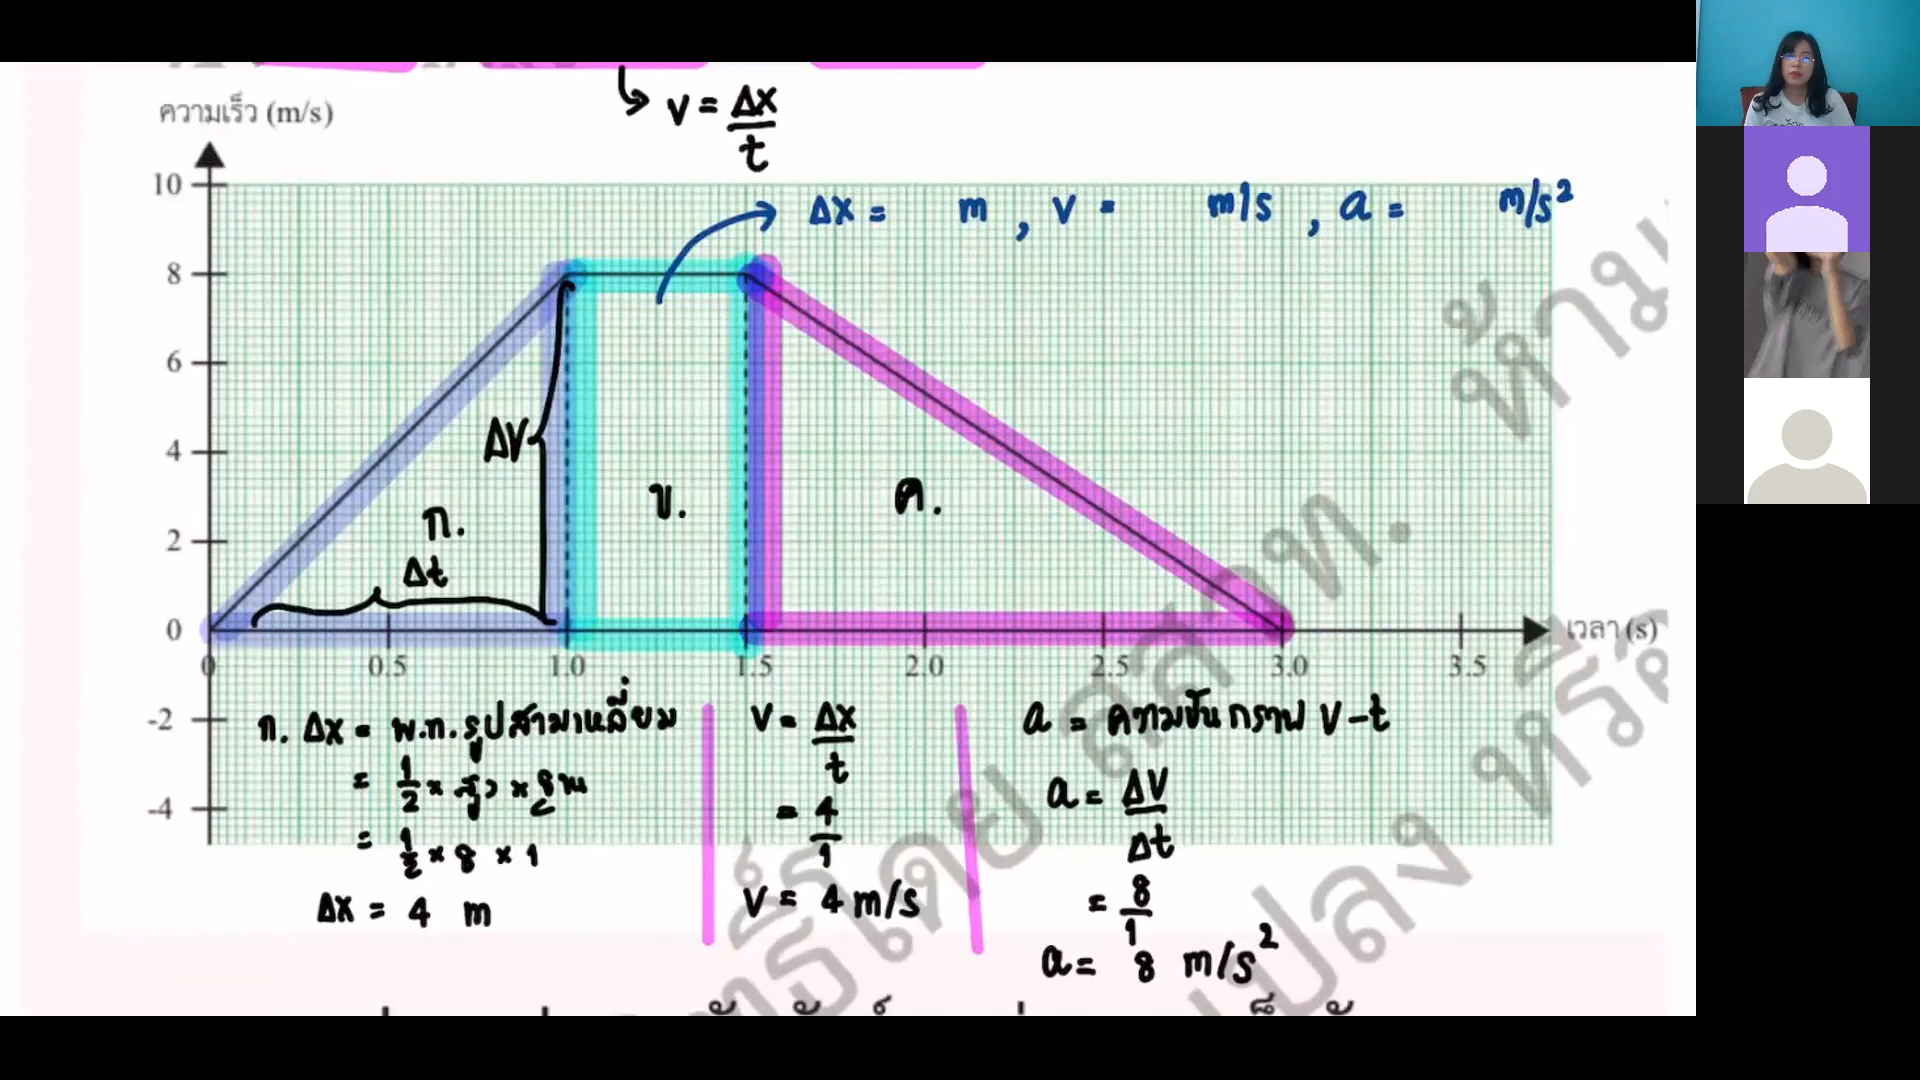 v = Δx
t
ความเร็ว (m/s)
10
8
6
4
2
0
-2
-4
Δx = m , v = m/s , a = m/s²
ΔV
ก.
Δt
ข.
ค.
0 0.5 1.0 1.5 2.0 2.5 3.0 3.5
เวลา (s)
ก. Δx = พ.ท. รูปสามเหลี่ยม
= 1/2 × สูง × ฐาน
= 1/2 × 8 × 1
Δx = 4 m
v = Δx
t
= 4
1
v = 4 m/s
a = ความชันกราฟ v-t
a = ΔV
Δt
= 8
1
a = 8 m/s²